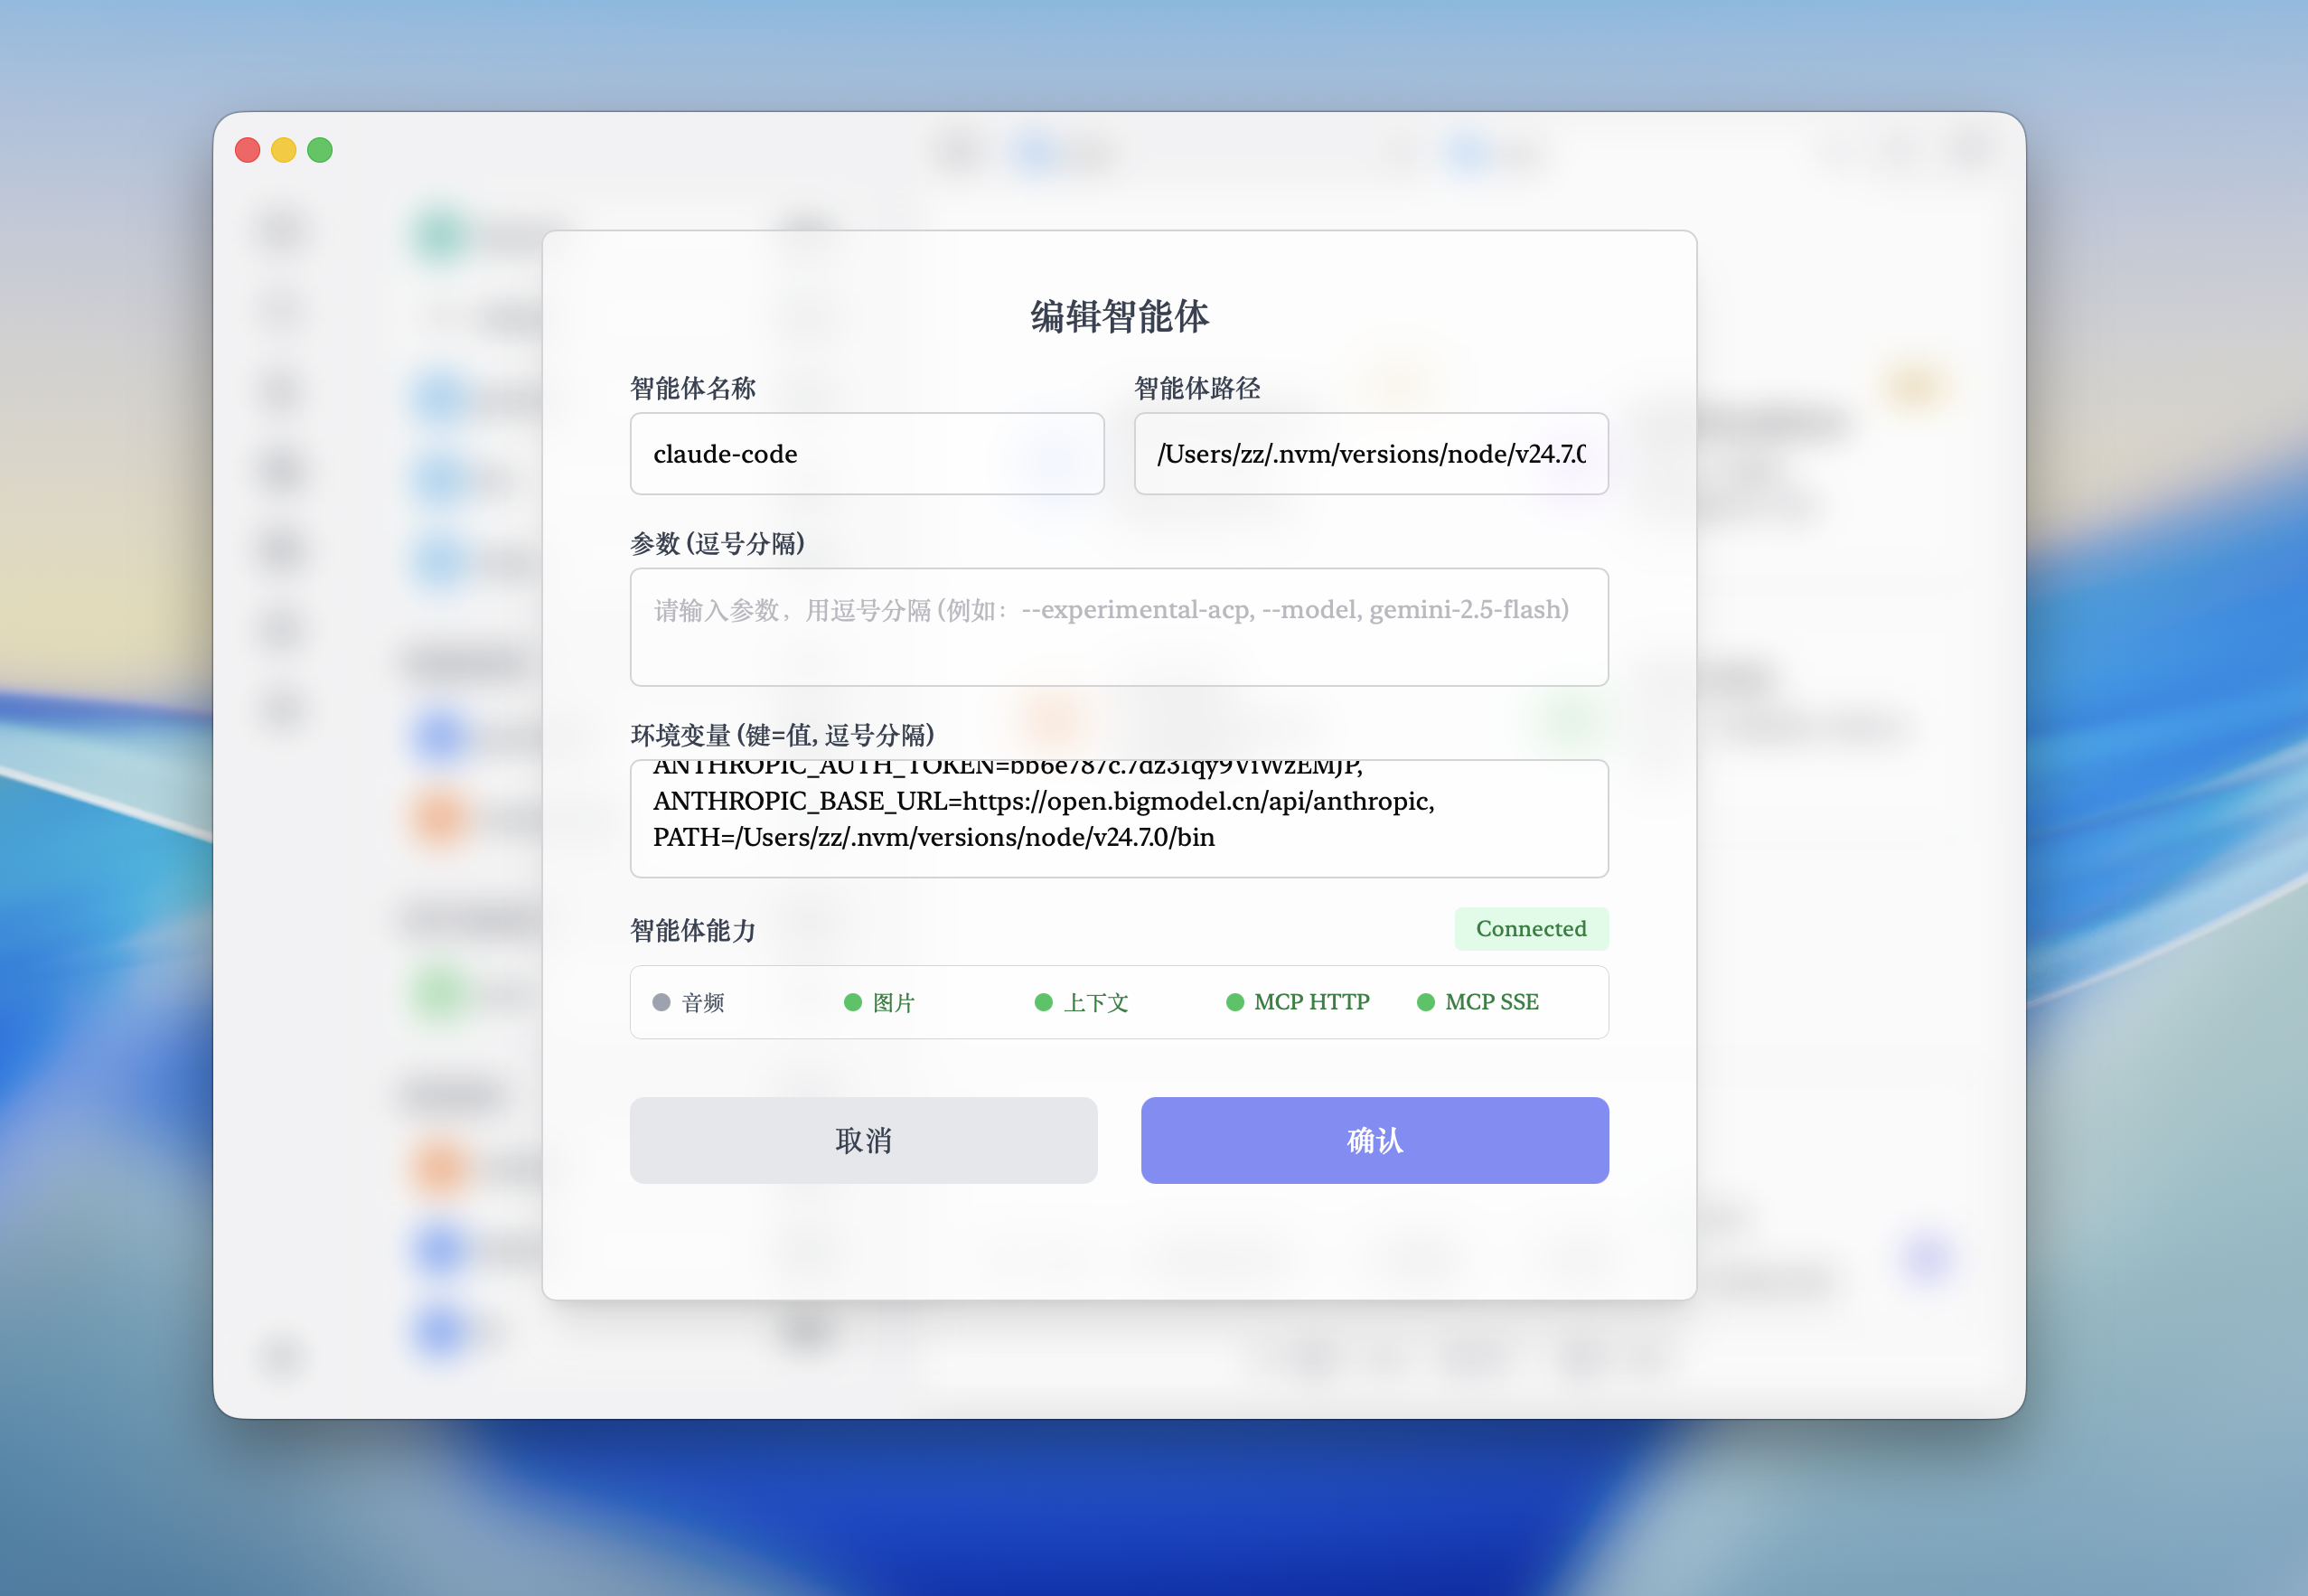 编辑智能体
智能体名称
智能体路径
claude-code
/Users/zz/.nvm/versions/node/v24.7.0
参数 (逗号分隔)
请输入参数，用逗号分隔 (例如：--experimental-acp, --model, gemini-2.5-flash)
环境变量 (键=值, 逗号分隔)
ANTHROPIC_AUTH_TOKEN=bb6e787c.7dz3fqy9ViWzEMJP,
ANTHROPIC_BASE_URL=https://open.bigmodel.cn/api/anthropic,
PATH=/Users/zz/.nvm/versions/node/v24.7.0/bin
智能体能力
Connected
音频
图片
上下文
MCP HTTP
MCP SSE
取消
确认